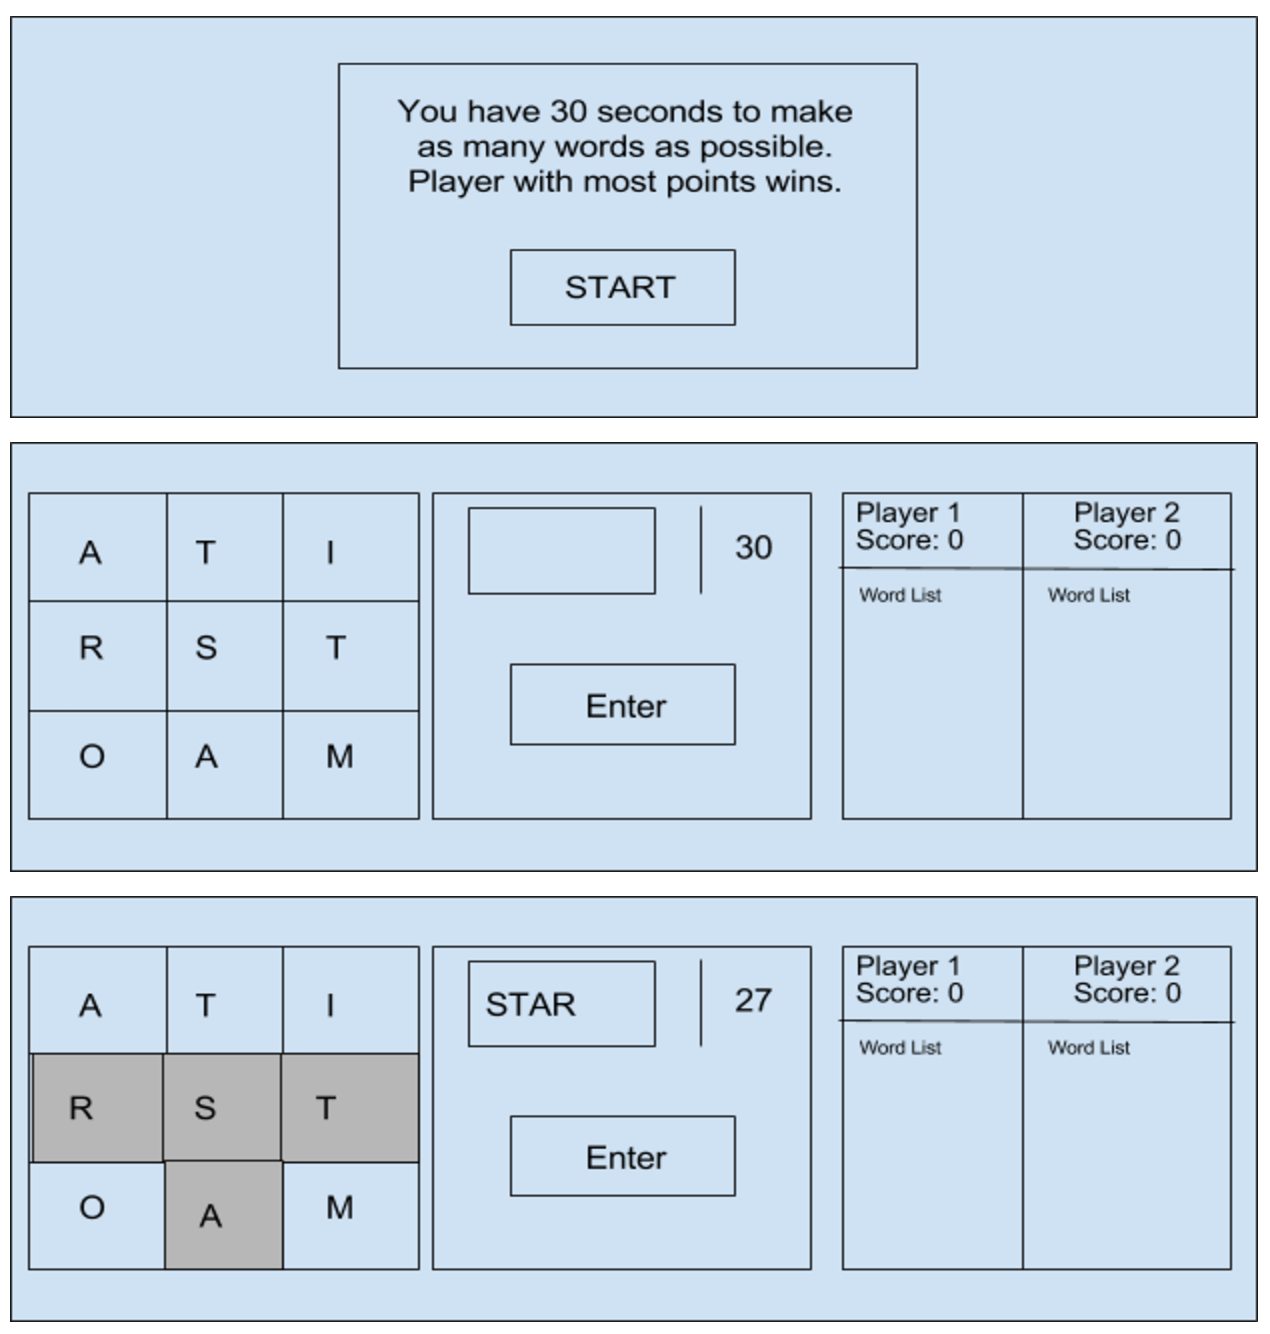 You have 30 seconds to make
as many words as possible.
Player with most points wins.
START
A T I
R S T
O A M
30
Enter
Player 1
Score: 0
Player 2
Score: 0
Word List
Word List
A T I
R S T
O A M
STAR
27
Enter
Player 1
Score: 0
Player 2
Score: 0
Word List
Word List